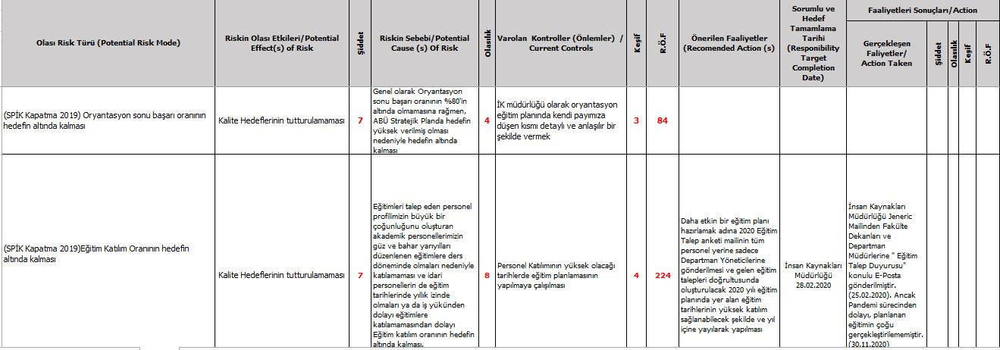 Olası Risk Türü (Potential Risk Mode)
Riskin Olası Etkileri/Potential
Effect(s) of Risk
Şiddet
Riskin Sebebi/Potential
Cause (s) Of Risk
Olasılık
Varolan Kontroller (Önlemler) /
Current Controls
Keşif
R.Ö.F
Önerilen Faaliyetler
(Recomended Action (s)
Sorumlu ve
Hedef
Tamamlama
Tarihi
(Responibility
Target
Completion
Date)
Faaliyetleri Sonuçları/Action
Gerçekleşen
Faliyetler/
Action Taken
Şiddet
Olasılık
Keşif
R.Ö.F
(SPİK Kapatma 2019) Oryantasyon sonu başarı oranının
hedefin altında kalması
Kalite Hedeflerinin tutturulamaması
7
Genel olarak Oryantasyon
sonu başarı oranının %80'in
altında olmamasına rağmen,
ABÜ Stratejik Planda hedefin
yüksek verilmiş olması
nedeniyle hedefin altında
kalması
4
İK müdürlüğü olarak oryantasyon
eğitim planında kendi payımıza
düşen kısmı detaylı ve anlaşılır bir
şekilde vermek
3
84
(SPİK Kapatma 2019)Eğitim Katılım Oranının hedefin
altında kalması
Kalite Hedeflerinin tutturulamaması
7
Eğitimleri talep eden personel
profilimizin büyük bir
çoğunluğunu oluşturan
akademik personellerimizin
güz ve bahar yarıyılları
düzenlenen eğitimlere ders
döneminde olmaları nedeniyle
katılamaması ve idari
personellerin de eğitim
tarihlerinde yıllık izinde
olmaları ya da iş yükünden
dolayı eğitimlere
katılamamasından dolayı
Eğitim katılım oranının hedefin
altında kalması.
8
Personel Katılımının yüksek olacağı
tarihlerde eğitim planlamasının
yapılmaya çalışılması
4
224
Daha etkin bir eğitim planı
hazırlamak adına 2020 Eğitim
Talep anketi mailinin tüm
personel yerine sadece
Departman Yöneticilerine
gönderilmesi ve gelen eğitim
talepleri doğrultusunda
oluşturulacak 2020 yılı eğitim
planında yer alan eğitim
tarihlerinin yüksek katılım
sağlanabilecek şekilde ve yıl
içine yayılarak yapılması
İnsan Kaynakları
Müdürlüğü
28.02.2020
İnsan Kaynakları
Müdürlüğü Jeneric
Mailinden Fakülte
Dekanları ve
Departman
Müdürlerine " Eğitim
Talep Duyurusu"
konulu E-Posta
gönderilmiştir.
(25.02.2020). Ancak
Pandemi sürecinden
dolayı, planlanan
eğitimin çoğu
gerçekleştirilememiştir.
(30.11.2020)